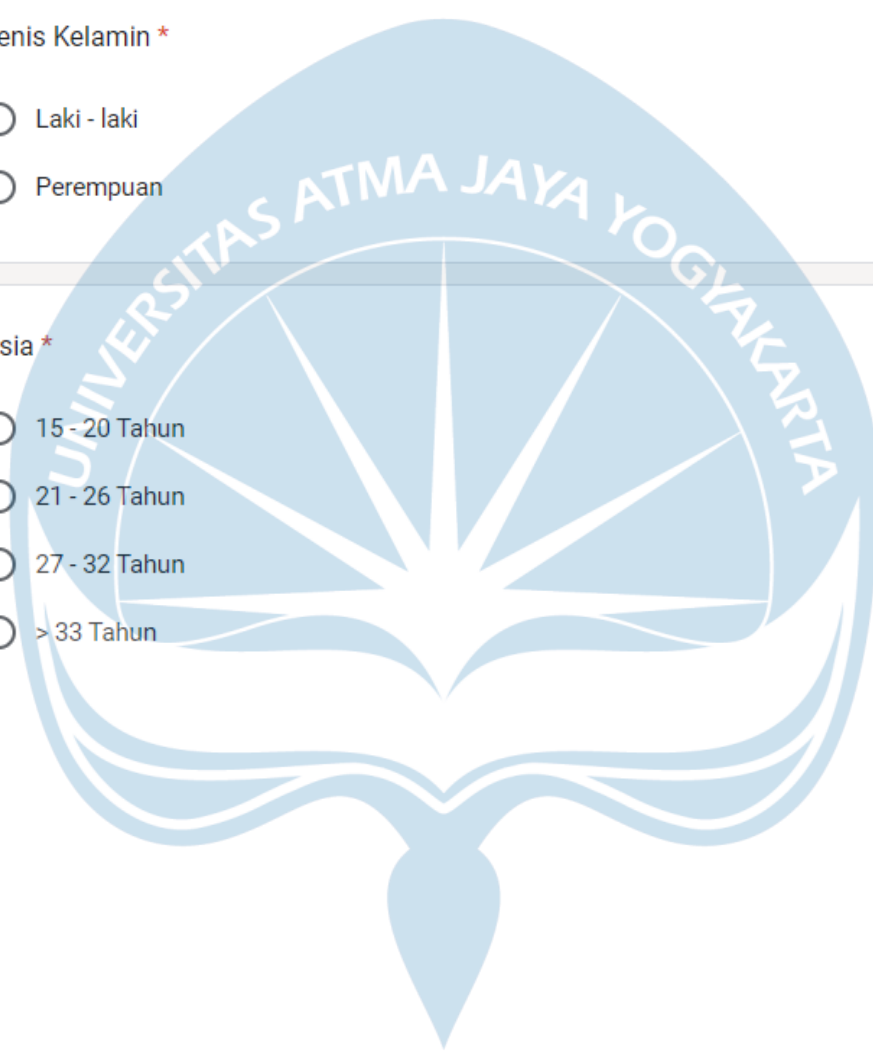 enis Kelamin *
Laki - laki
Perempuan
UNIVERSITAS ATMA JAYA YOGYAKARTA
sia *
15 - 20 Tahun
21 - 26 Tahun
27 - 32 Tahun
> 33 Tahun